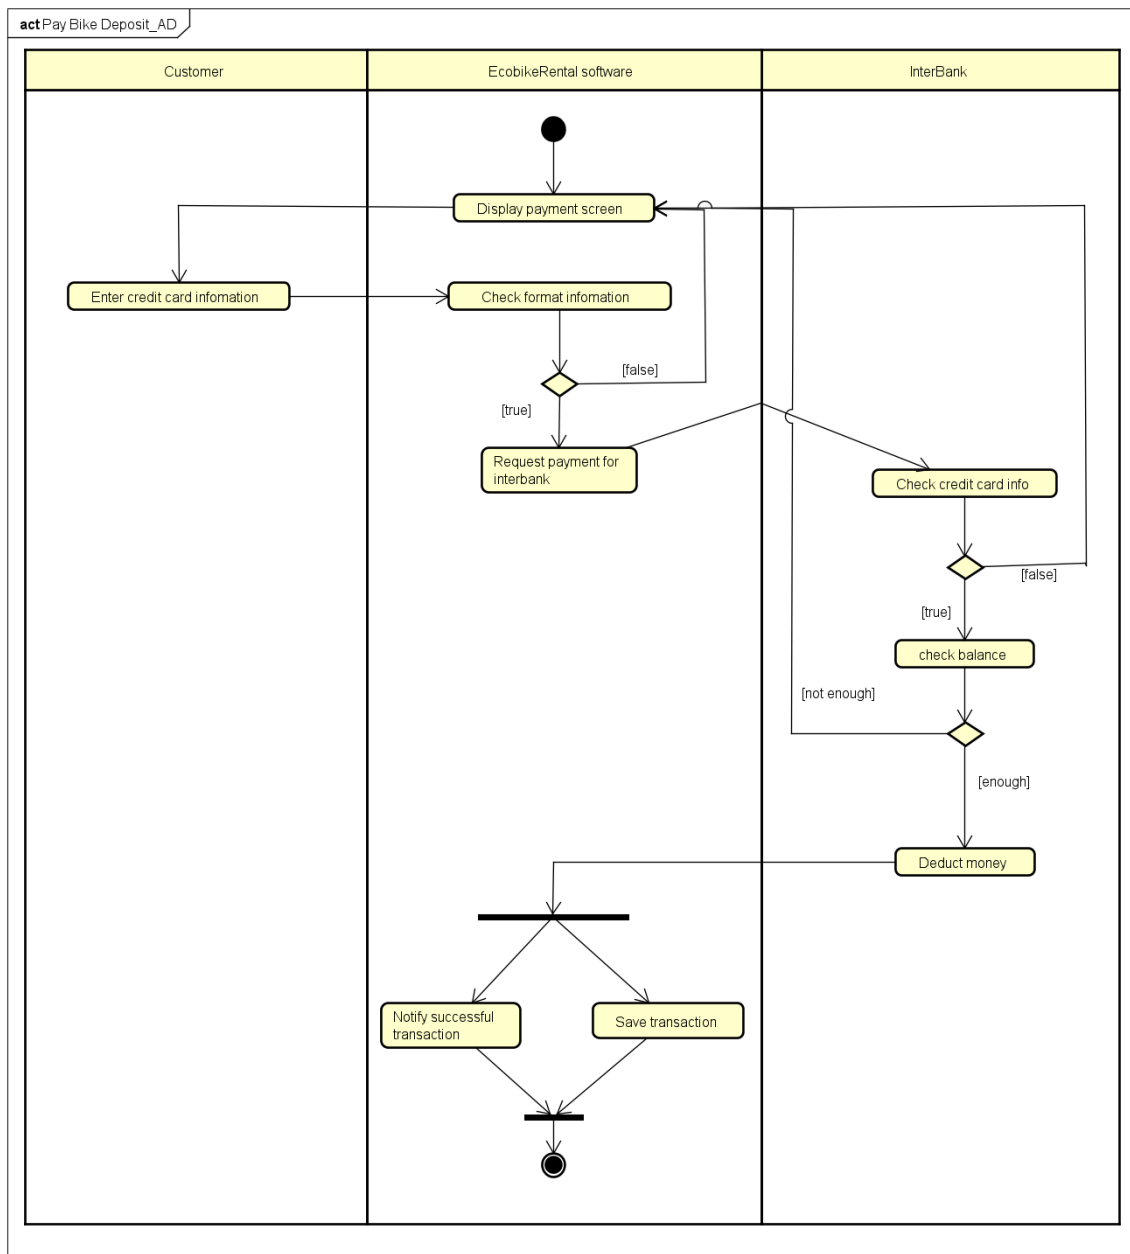 act Pay Bike Deposit_AD
Customer
EcobikeRental software
InterBank
Display payment screen
Enter credit card infomation
Check format infomation
[false]
[true]
Request payment for
interbank
Check credit card info
[false]
[true]
check balance
[not enough]
[enough]
Deduct money
Notify successful
transaction
Save transaction